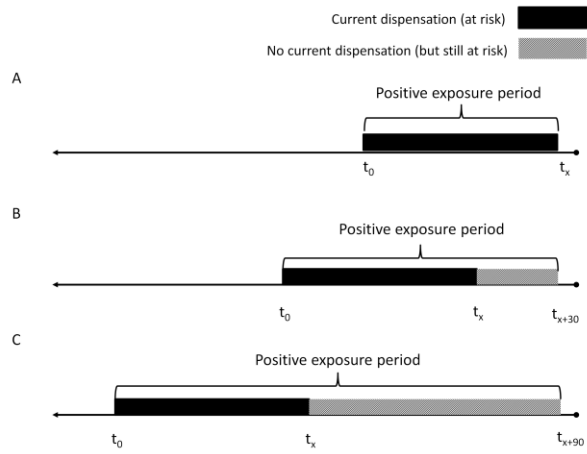 Current dispensation (at risk)
No current dispensation (but still at risk)
A
Positive exposure period
t0
tx
B
Positive exposure period
t0
tx
tx+30
C
Positive exposure period
t0
tx
tx+90